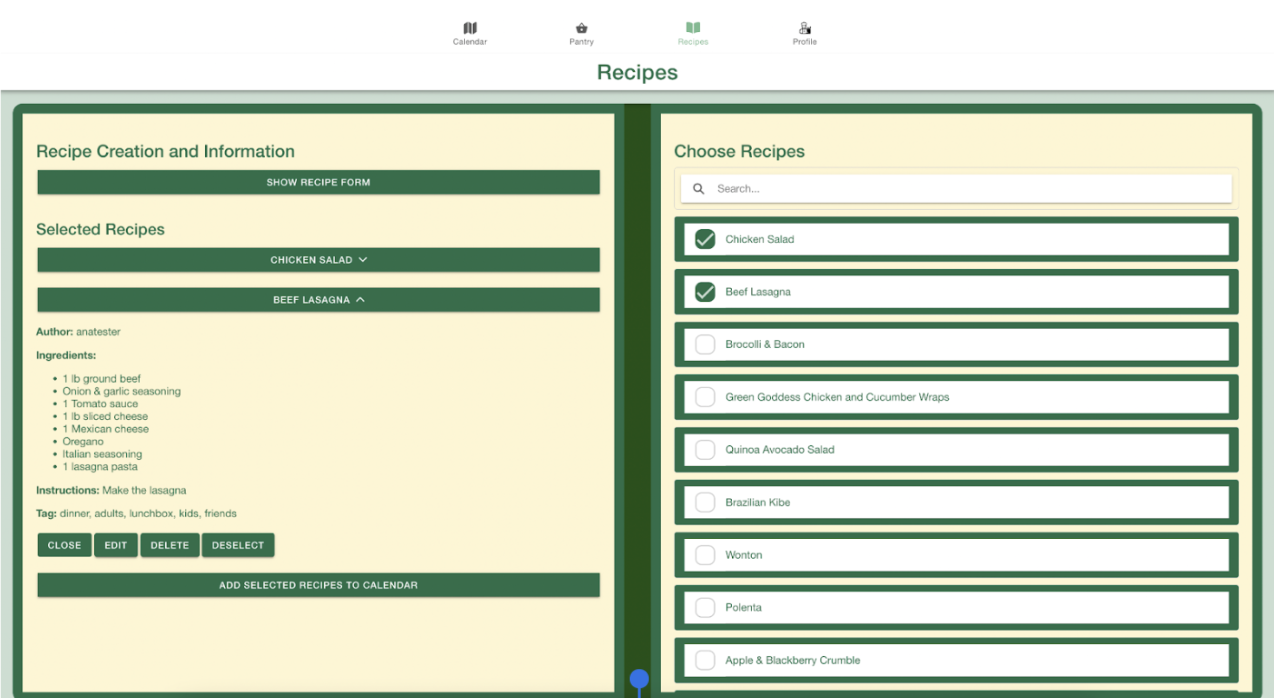 Calendar
Pantry
Recipes
Profile
Recipes
Recipe Creation and Information
SHOW RECIPE FORM
Selected Recipes
CHICKEN SALAD
BEEF LASAGNA
Author: anatester
Ingredients:
• 1 lb ground beef
• Onion & garlic seasoning
• 1 Tomato sauce
• 1 lb sliced cheese
• 1 Mexican cheese
• Oregano
• Italian seasoning
• 1 lasagna pasta
Instructions: Make the lasagna
Tag: dinner, adults, lunchbox, kids, friends
CLOSE EDIT DELETE DESELECT
ADD SELECTED RECIPES TO CALENDAR
Choose Recipes
Search...
Chicken Salad
Beef Lasagna
Brocolli & Bacon
Green Goddess Chicken and Cucumber Wraps
Quinoa Avocado Salad
Brazilian Kibe
Wonton
Polenta
Apple & Blackberry Crumble